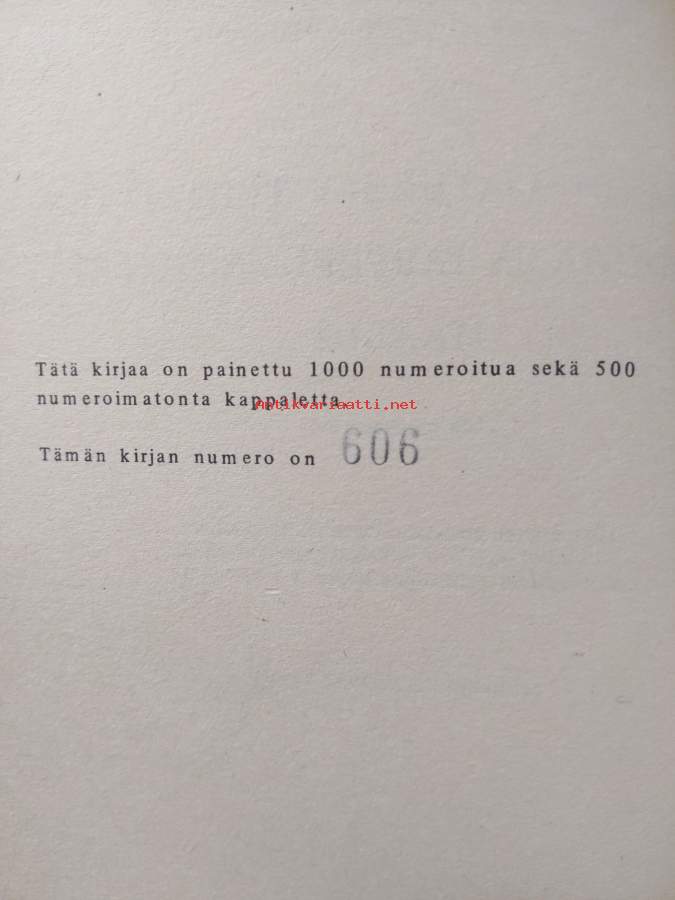 Tätä kirjaa on painettu 1000 numeroitua sekä 500
numeroimatonta kappaletta
antikvariaatti.net
Tämän kirjan numero on 606